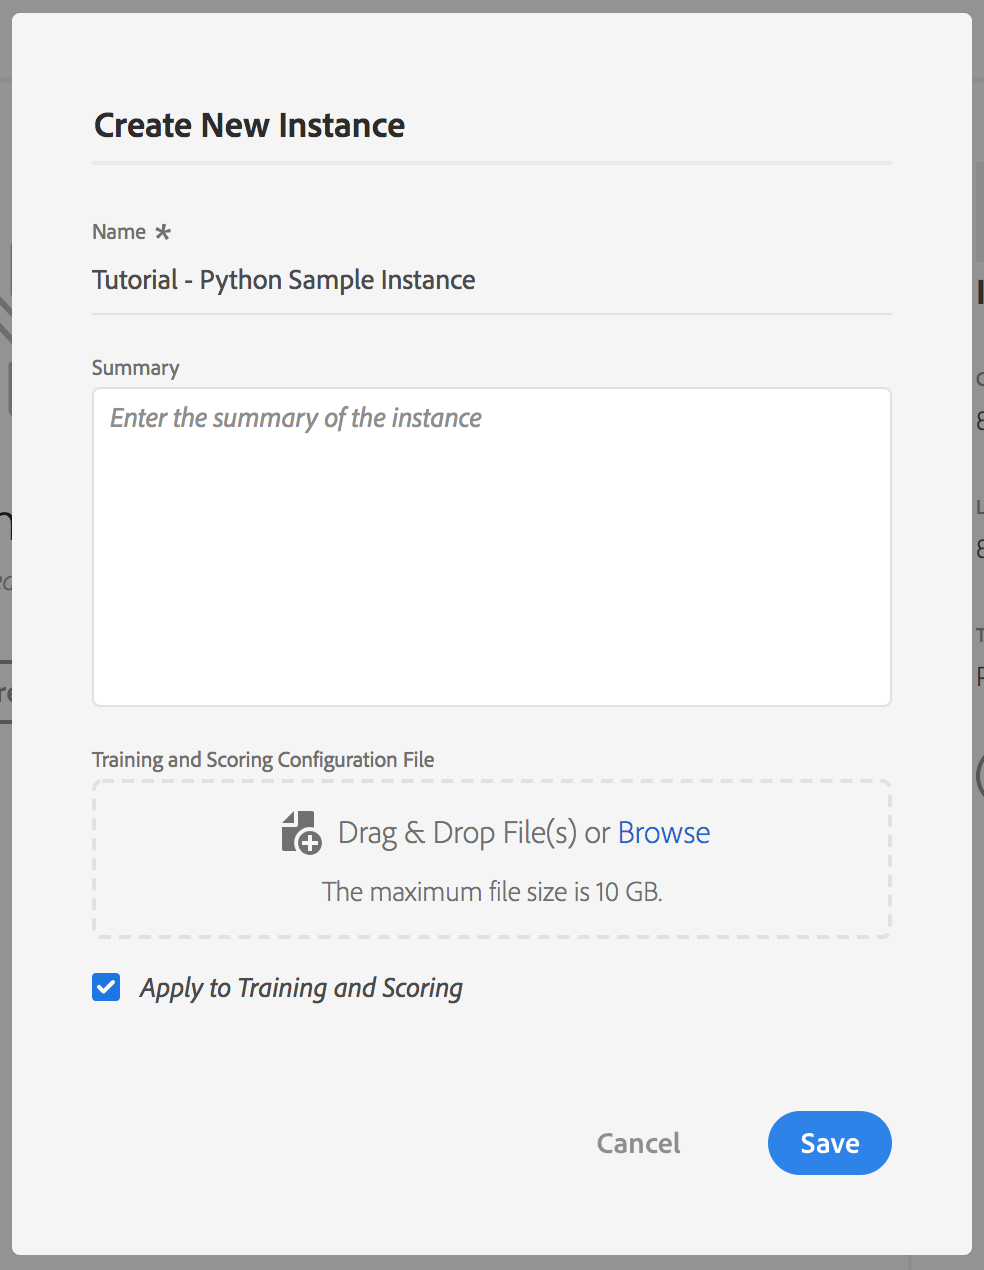 Create New Instance
Name *
Tutorial - Python Sample Instance
Summary
Enter the summary of the instance
Training and Scoring Configuration File
Drag & Drop File(s) or Browse
The maximum file size is 10 GB.
Apply to Training and Scoring
Cancel
Save